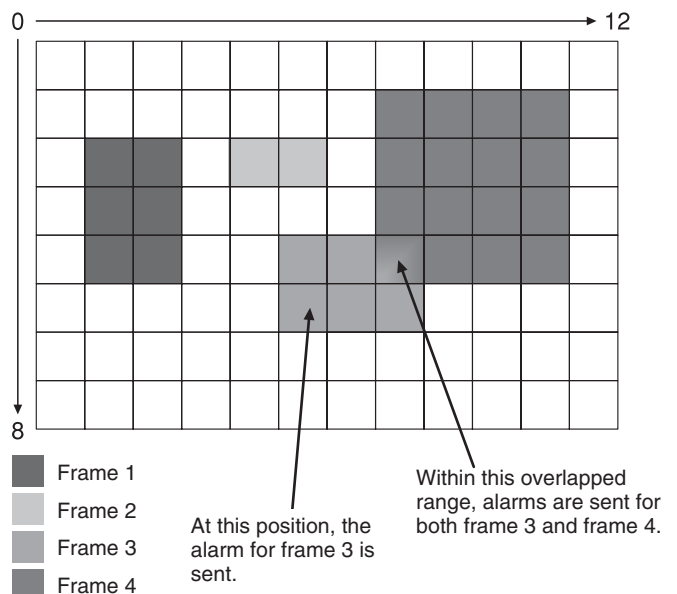 0
12
8
Frame 1
Frame 2
Frame 3
Frame 4
At this position, the
alarm for frame 3 is
sent.
Within this overlapped
range, alarms are sent for
both frame 3 and frame 4.